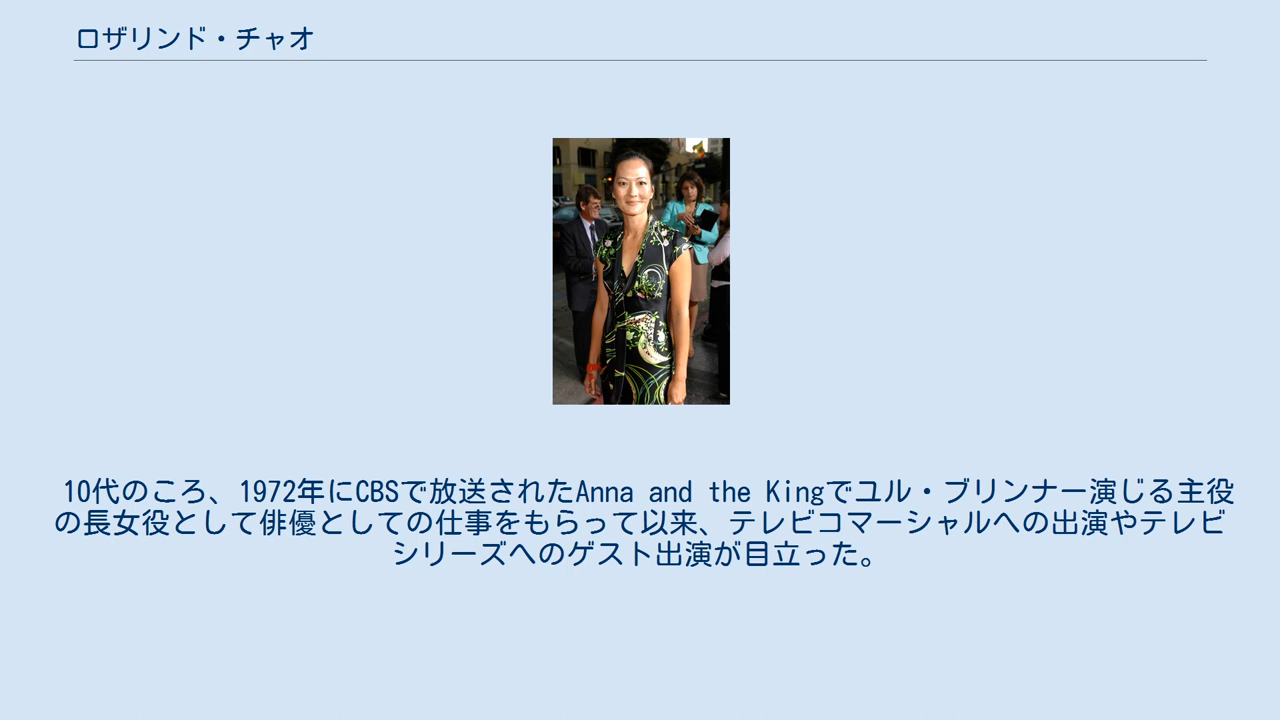 ロザリンド・チャオ
10代のころ、1972年にCBSで放送されたAnna and the Kingでユル・ブリンナー演じる主役
の長女役として俳優としての仕事をもらって以来、テレビコマーシャルへの出演やテレビ
シリーズへのゲスト出演が目立った。